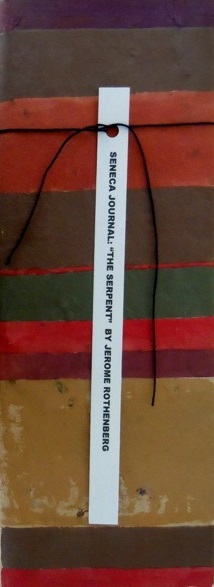 SENECA JOURNAL: "THE SERPENT" BY JEROME ROTHENBERG